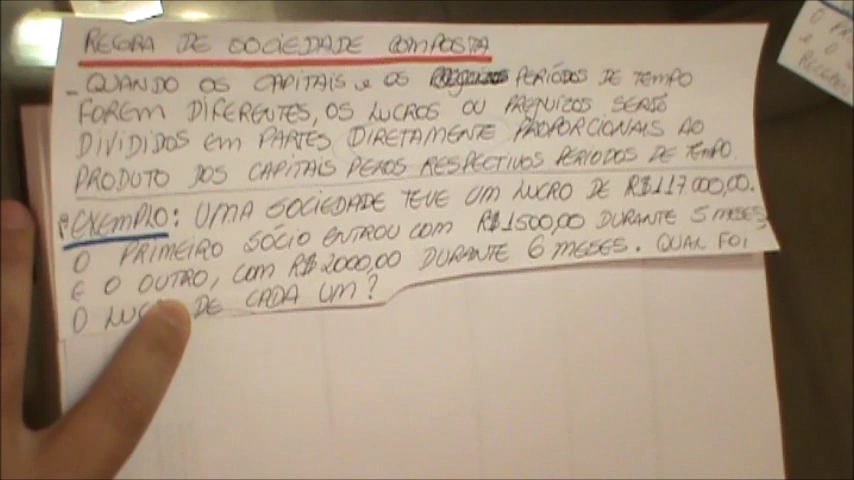 REGRA DE SOCIEDADE COMPOSTA
- QUANDO OS CAPITAIS e OS PERÍODOS DE TEMPO
FOREM DIFERENTES, OS LUCROS OU PREJUÍZOS SERÃO
DIVIDIDOS em PARTES DIRETAMENTE PROPORCIONAIS AO
PRODUTO DOS CAPITAIS PELOS RESPECTIVOS PERIODOS DE TEMPO.
EXEMPLO: UMA SOCIEDADE TEVE UM LUCRO DE R$117.000,00.
O PRIMEIRO SÓCIO ENTROU COM R$1500,00 DURANTE 5 MESES
E O OUTRO, COM R$2000,00 DURANTE 6 MESES. QUAL FOI
O DE CADA UM?